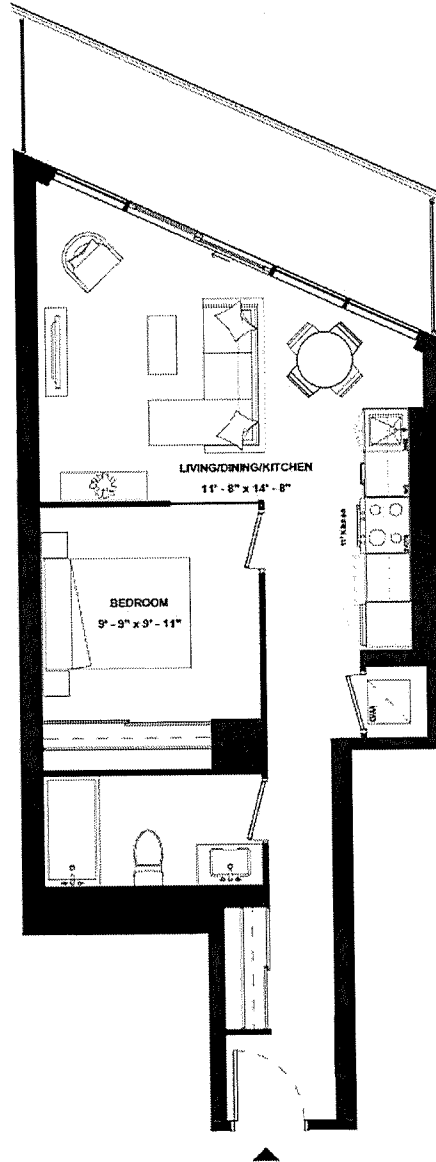 LIVING/DINING/KITCHEN
11' - 8" x 14' - 8"
BEDROOM
9' - 9" x 9' - 11"
W/D